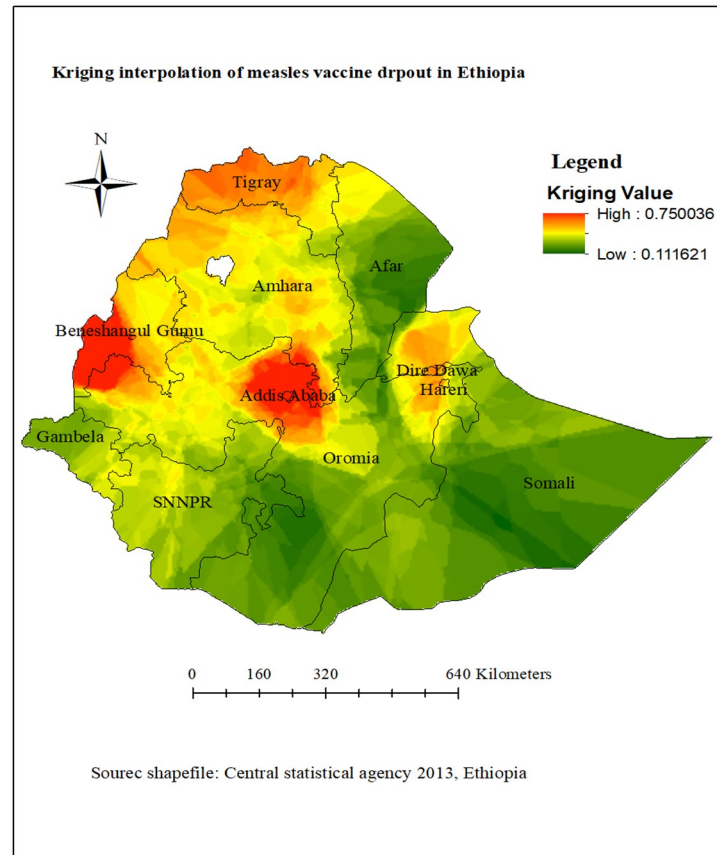 Kriging interpolation of measles vaccine drpout in Ethiopia
N
Legend
Kriging Value
High : 0.750036
Low : 0.111621
Tigray
Afar
Amhara
Beneshangul Gumu
Dire Dawa
Hareri
Addis Ababa
Gambela
Oromia
Somali
SNNPR
0 160 320 640 Kilometers
Sourec shapefile: Central statistical agency 2013, Ethiopia